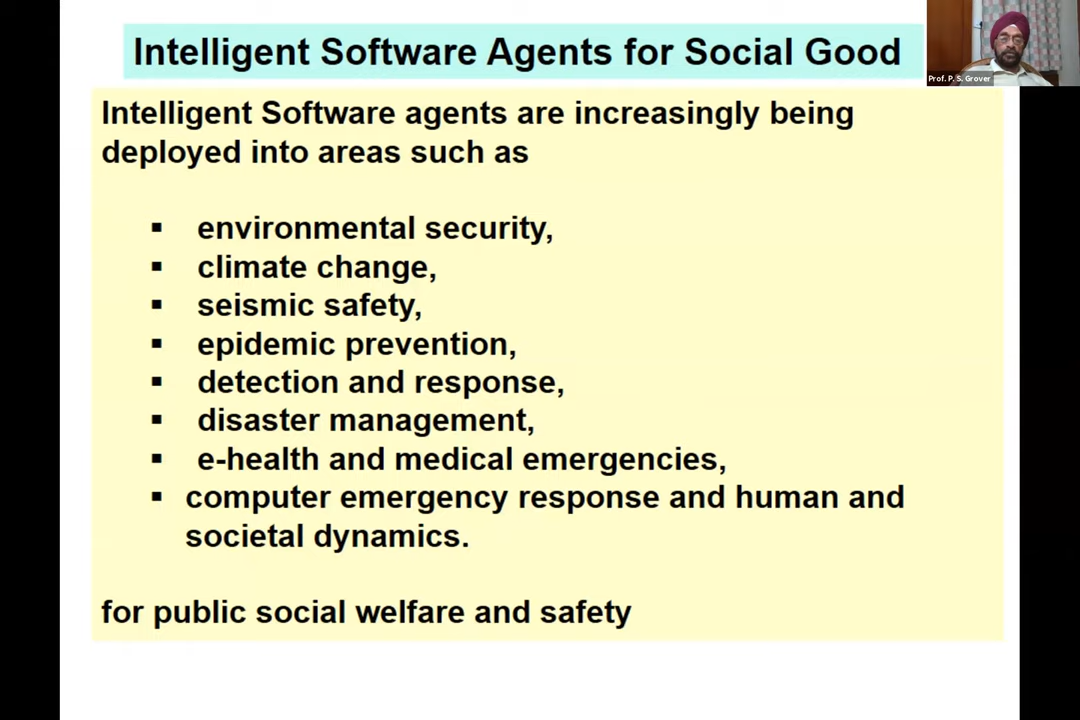 Intelligent Software Agents for Social Good
Prof. P. S. Grover
Intelligent Software agents are increasingly being
deployed into areas such as
▪ environmental security,
▪ climate change,
▪ seismic safety,
▪ epidemic prevention,
▪ detection and response,
▪ disaster management,
▪ e-health and medical emergencies,
▪ computer emergency response and human and
societal dynamics.
for public social welfare and safety